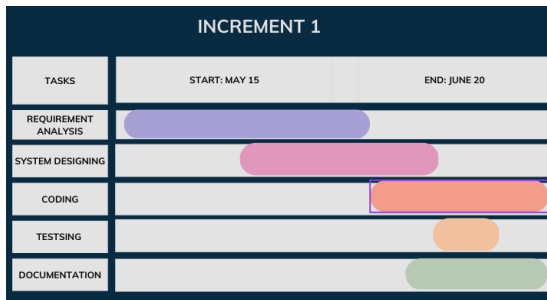 INCREMENT 1
TASKS
START: MAY 15
END: JUNE 20
REQUIREMENT
ANALYSIS
SYSTEM DESIGNING
CODING
TESTSING
DOCUMENTATION